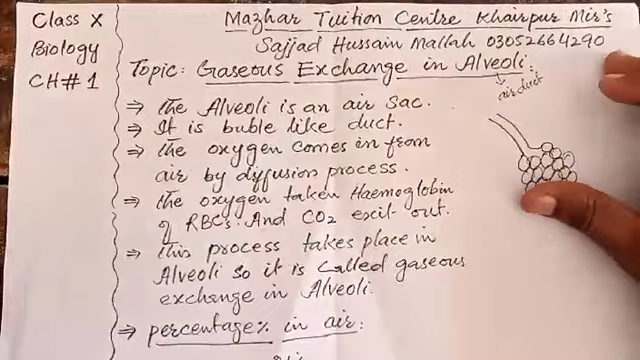 Class X
Biology
CH# 1
Mazhar Tuition Centre Khairpur Mir's
Sajjad Hussain Mallah 03052664290
Topic: Gaseous Exchange in Alveoli.
air duct
⇒ the Alveoli is an air sac.
⇒ It is buble like duct.
⇒ the oxygen comes in from
air by dyffusion process.
⇒ the oxygen taken Haemoglobin
of RBCs. And CO2 exit out.
⇒ This process takes place in
Alveoli so it is called gaseous
exchange in Alveoli.
⇒ percentage% in air: